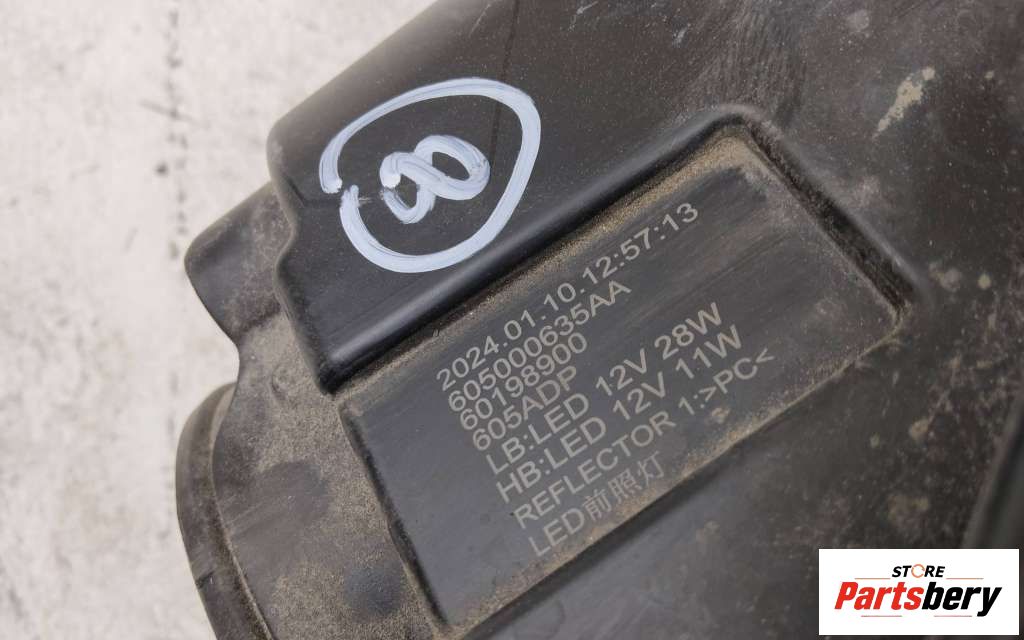 80
2024.01.10.12:57:13
605000635AA
60198900
605ADP
LB:LED 12V 28W
HB:LED 12V 11W
REFLECTOR 1:>PC<
LED前照灯
STORE
Partsbery